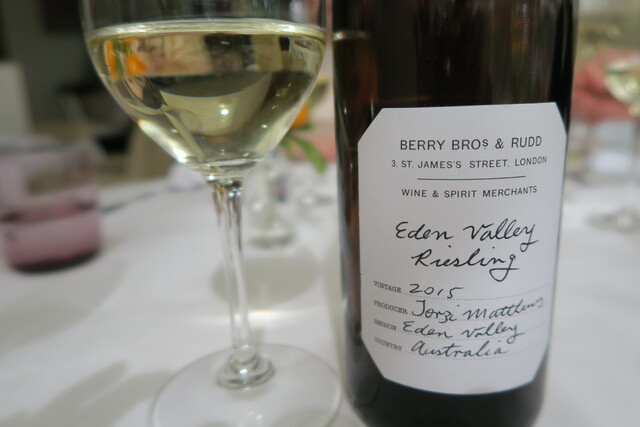 BERRY BROS & RUDD
3, ST. JAMES'S STREET, LONDON
WINE & SPIRIT MERCHANTS
Eden Valley
Riesling
VINTAGE 2015
PRODUCER Jorgi Matthews
REGION Eden Valley
COUNTRY Australia